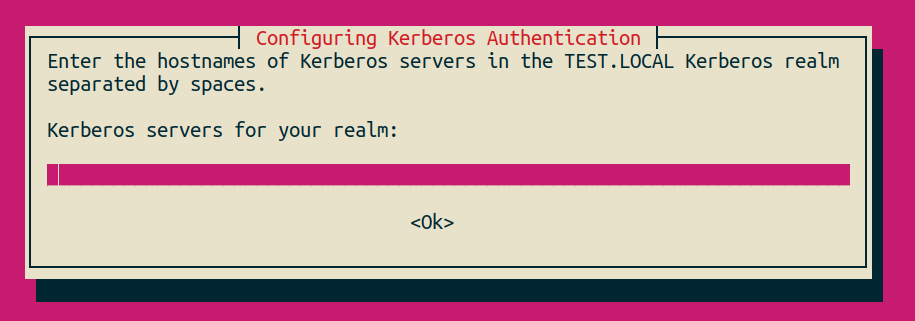 Configuring Kerberos Authentication
Enter the hostnames of Kerberos servers in the TEST.LOCAL Kerberos realm
separated by spaces.
Kerberos servers for your realm:
<Ok>